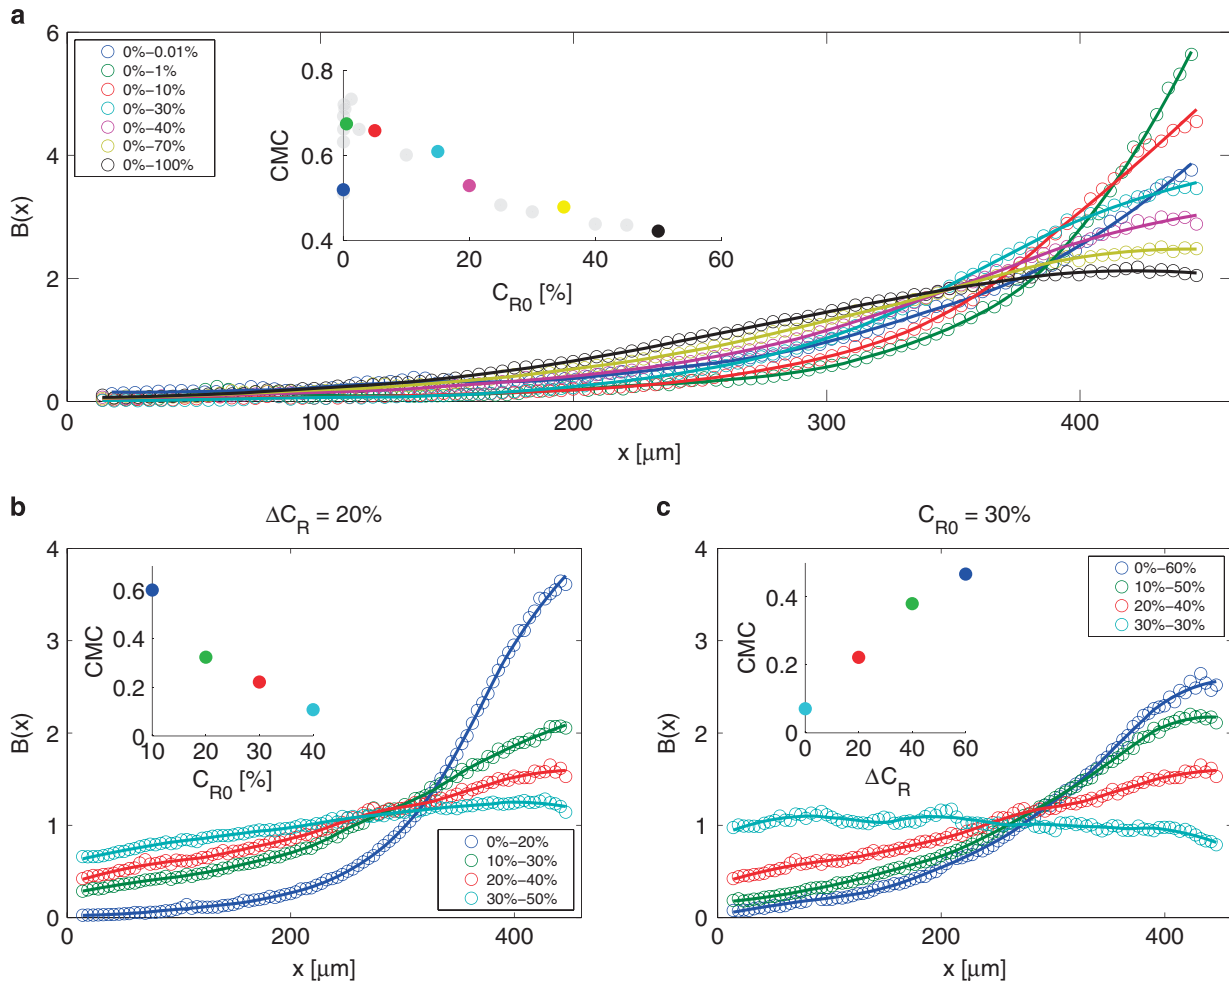 a
6
4
2
0
B(x)
0%−0.01%
0%−1%
0%−10%
0%−30%
0%−40%
0%−70%
0%−100%
0.8
0.6
0.4
CMC
0 20 40 60
C_R0 [%]
0 100 200 300 400
x [μm]
b
ΔC_R = 20%
4
3
2
1
0
B(x)
0.6
0.4
0.2
0
CMC
10 20 30 40
C_R0 [%]
0%−20%
10%−30%
20%−40%
30%−50%
0 200 400
x [μm]
c
C_R0 = 30%
4
3
2
1
0
B(x)
0.4
0.2
0
CMC
0 20 40 60
ΔC_R
0%−60%
10%−50%
20%−40%
30%−30%
0 200 400
x [μm]